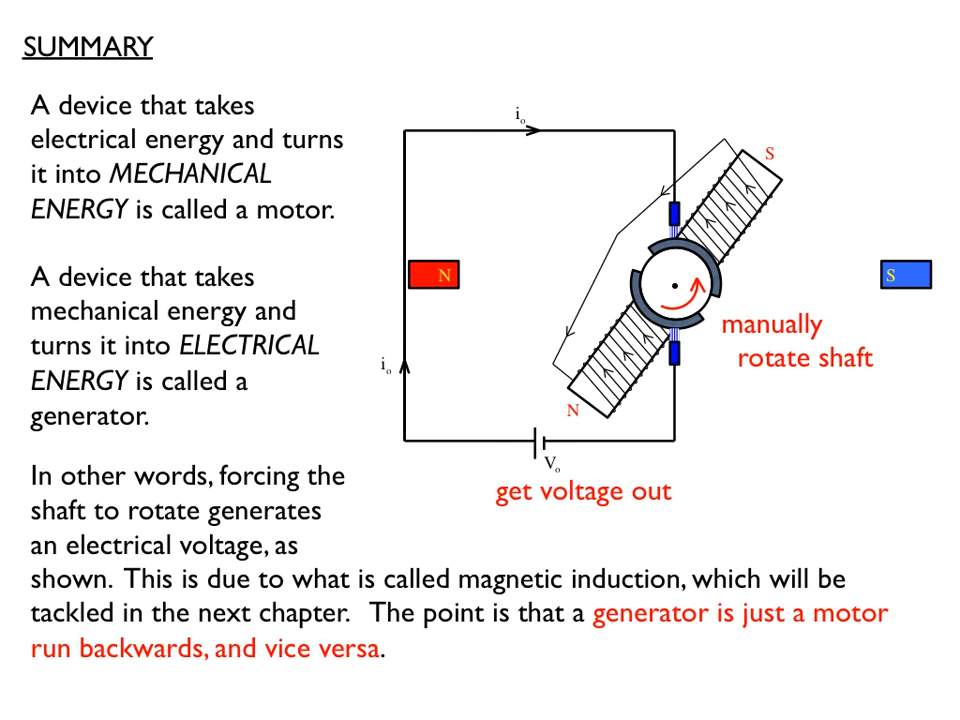 SUMMARY
A device that takes
electrical energy and turns
it into MECHANICAL
ENERGY is called a motor.
A device that takes
mechanical energy and
turns it into ELECTRICAL
ENERGY is called a
generator.
In other words, forcing the
shaft to rotate generates
an electrical voltage, as
shown. This is due to what is called magnetic induction, which will be
tackled in the next chapter. The point is that a generator is just a motor
run backwards, and vice versa.
io
S
N
S
manually
rotate shaft
io
N
Vo
get voltage out